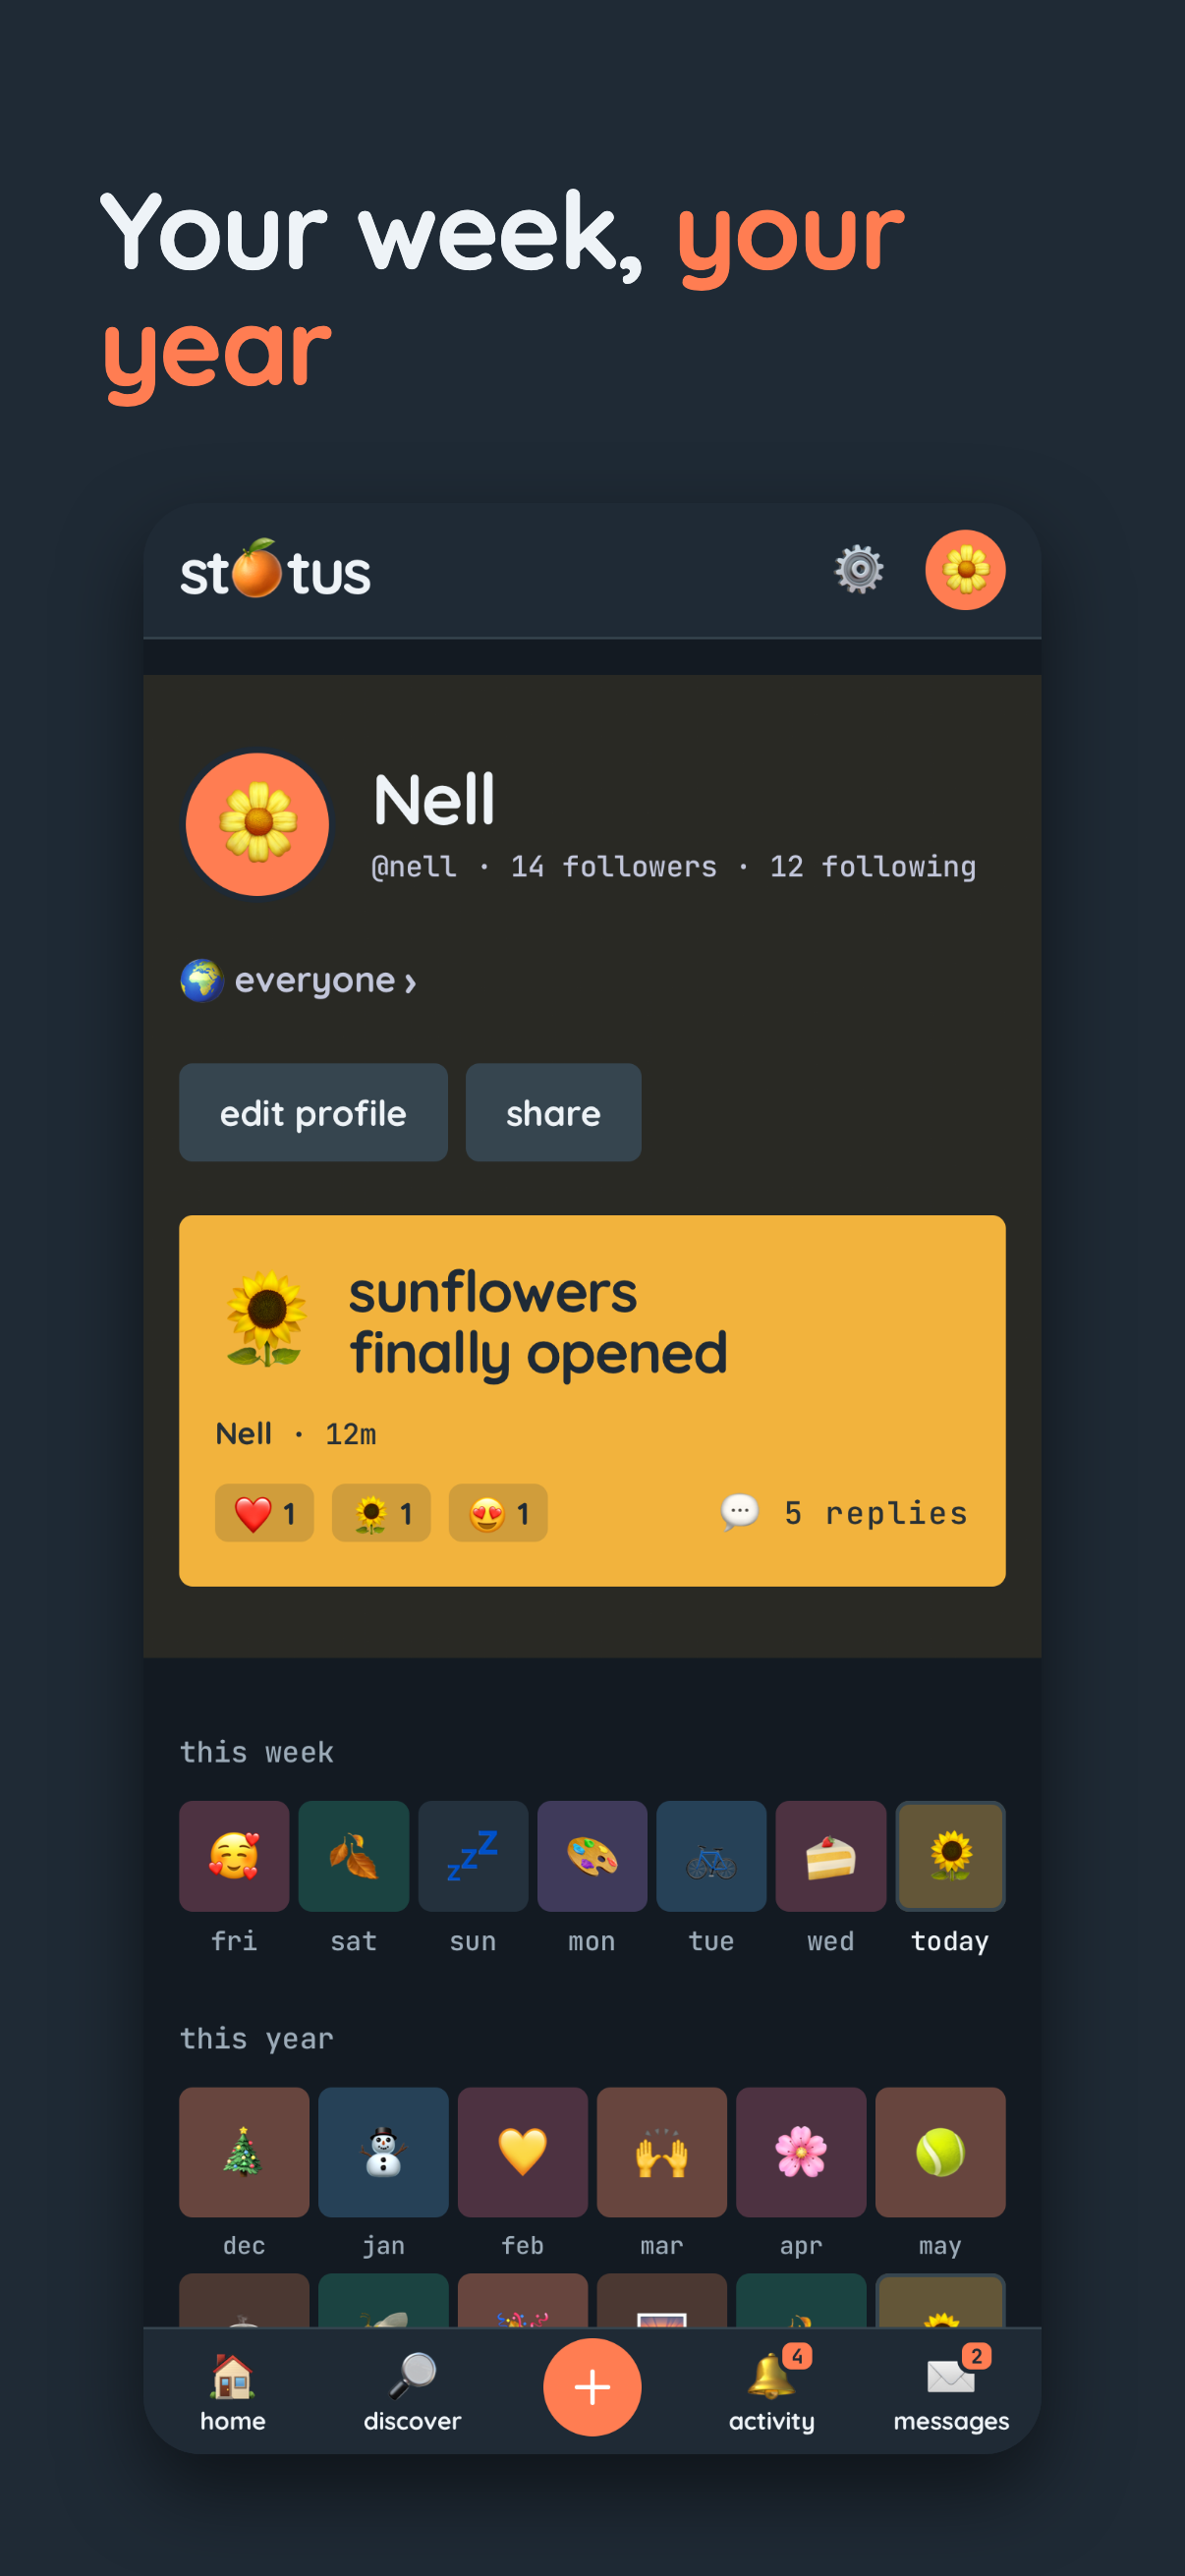 Your week, your
year
st🍊tus
Nell
@nell · 14 followers · 12 following
everyone ›
edit profile share
sunflowers
finally opened
Nell · 12m
1 1 1 5 replies
this week
fri sat sun mon tue wed today
this year
dec jan feb mar apr may
4 2
home discover + activity messages